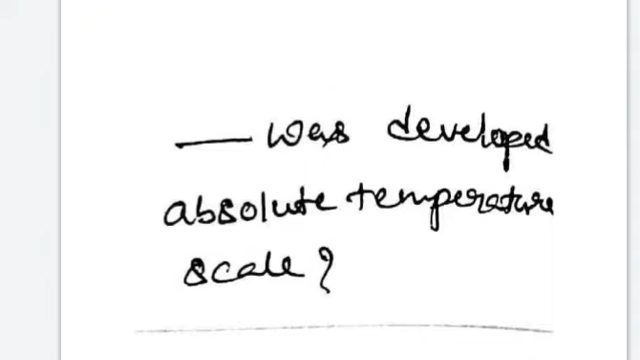 — was developed
absolute temperature
scale?